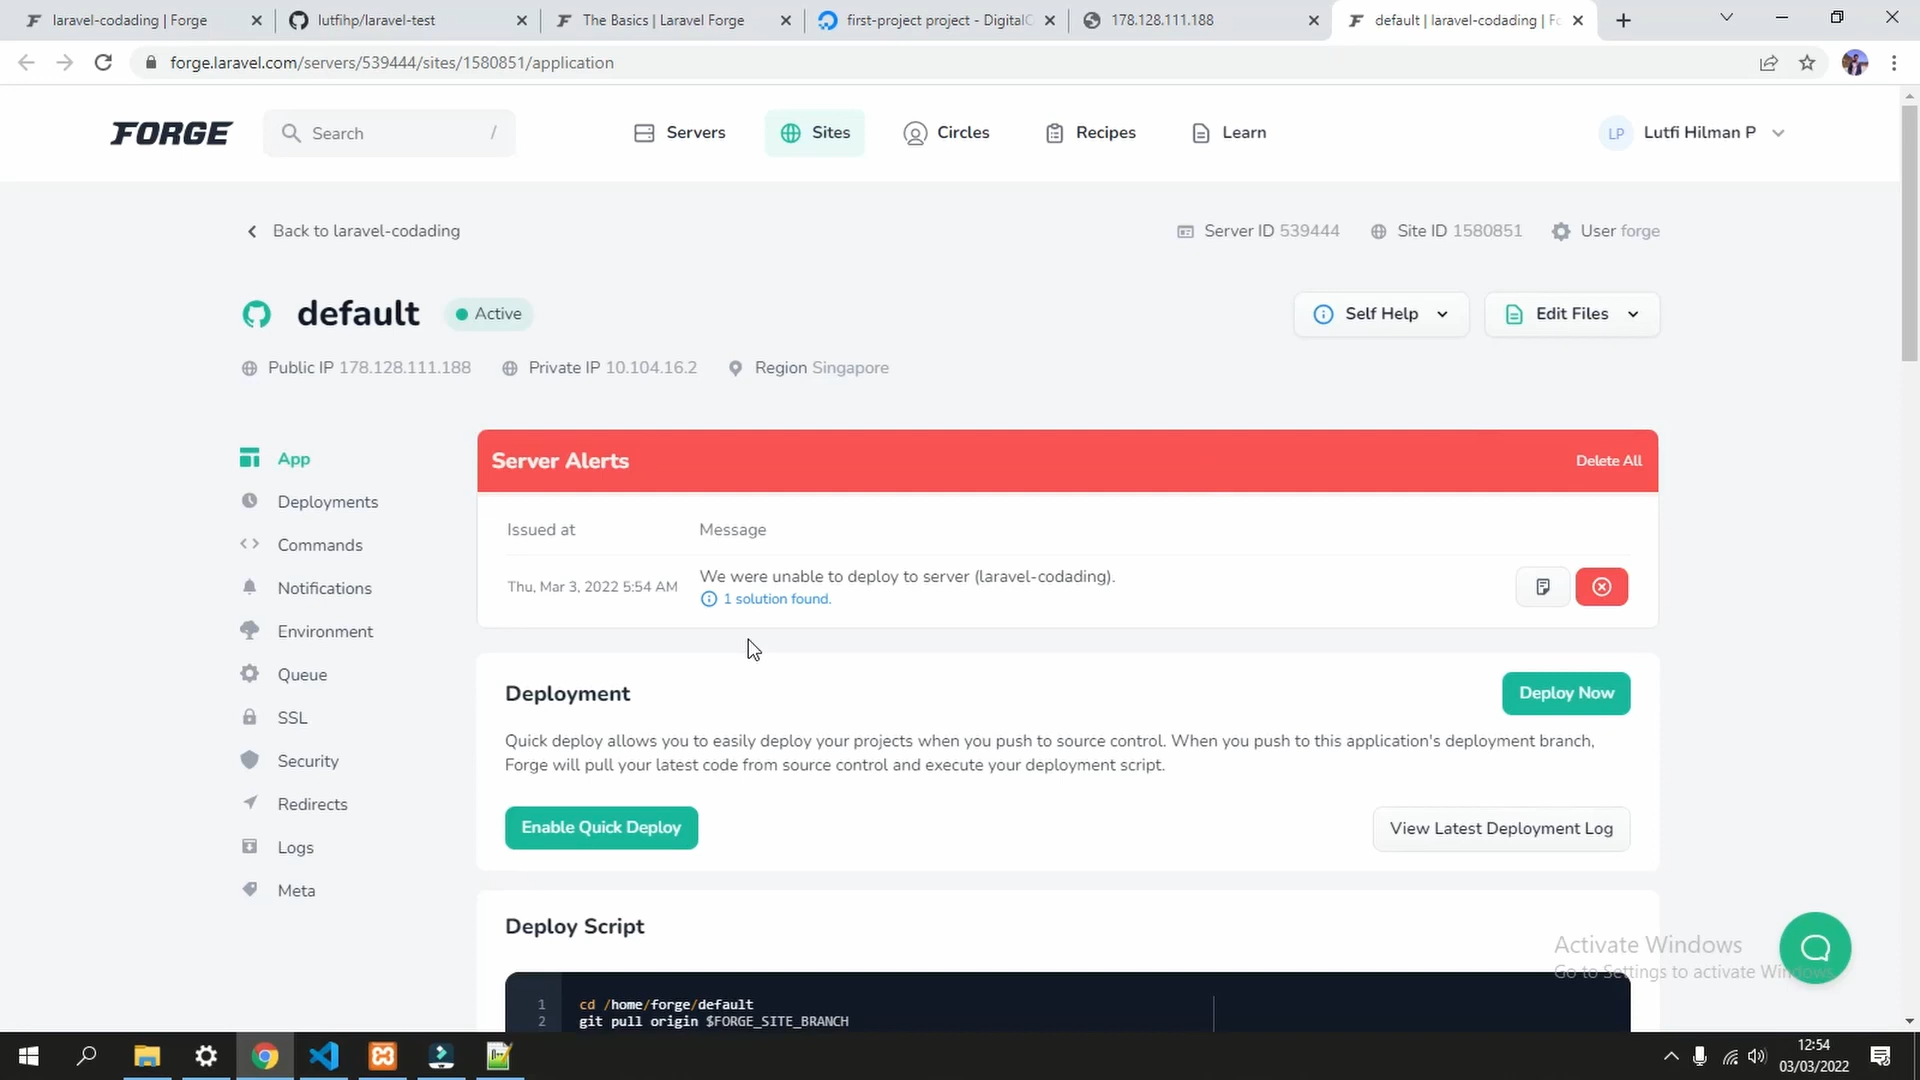 laravel-codading | Forge
lutfihp/laravel-test
The Basics | Laravel Forge
first-project project - DigitalO
178.128.111.188
default | laravel-codading | Fo
forge.laravel.com/servers/539444/sites/1580851/application
FORGE
Search /
Servers
Sites
Circles
Recipes
Learn
LP Lutfi Hilman P
Back to laravel-codading
Server ID 539444
Site ID 1580851
User forge
default
Active
Self Help
Edit Files
Public IP 178.128.111.188
Private IP 10.104.16.2
Region Singapore
App
Deployments
Commands
Notifications
Environment
Queue
SSL
Security
Redirects
Logs
Meta
Server Alerts
Delete All
Issued at
Message
Thu, Mar 3, 2022 5:54 AM
We were unable to deploy to server (laravel-codading).
1 solution found.
Deployment
Deploy Now
Quick deploy allows you to easily deploy your projects when you push to source control. When you push to this application's deployment branch,
Forge will pull your latest code from source control and execute your deployment script.
Enable Quick Deploy
View Latest Deployment Log
Deploy Script
1 cd /home/forge/default
2 git pull origin $FORGE_SITE_BRANCH
Activate Windows
Go to Settings to activate Windows.
12:54
03/03/2022